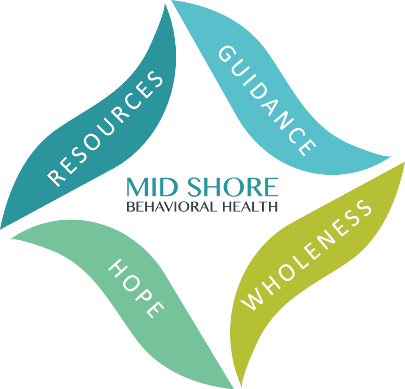 RESOURCES
GUIDANCE
MID SHORE
BEHAVIORAL HEALTH
HOPE
WHOLENESS